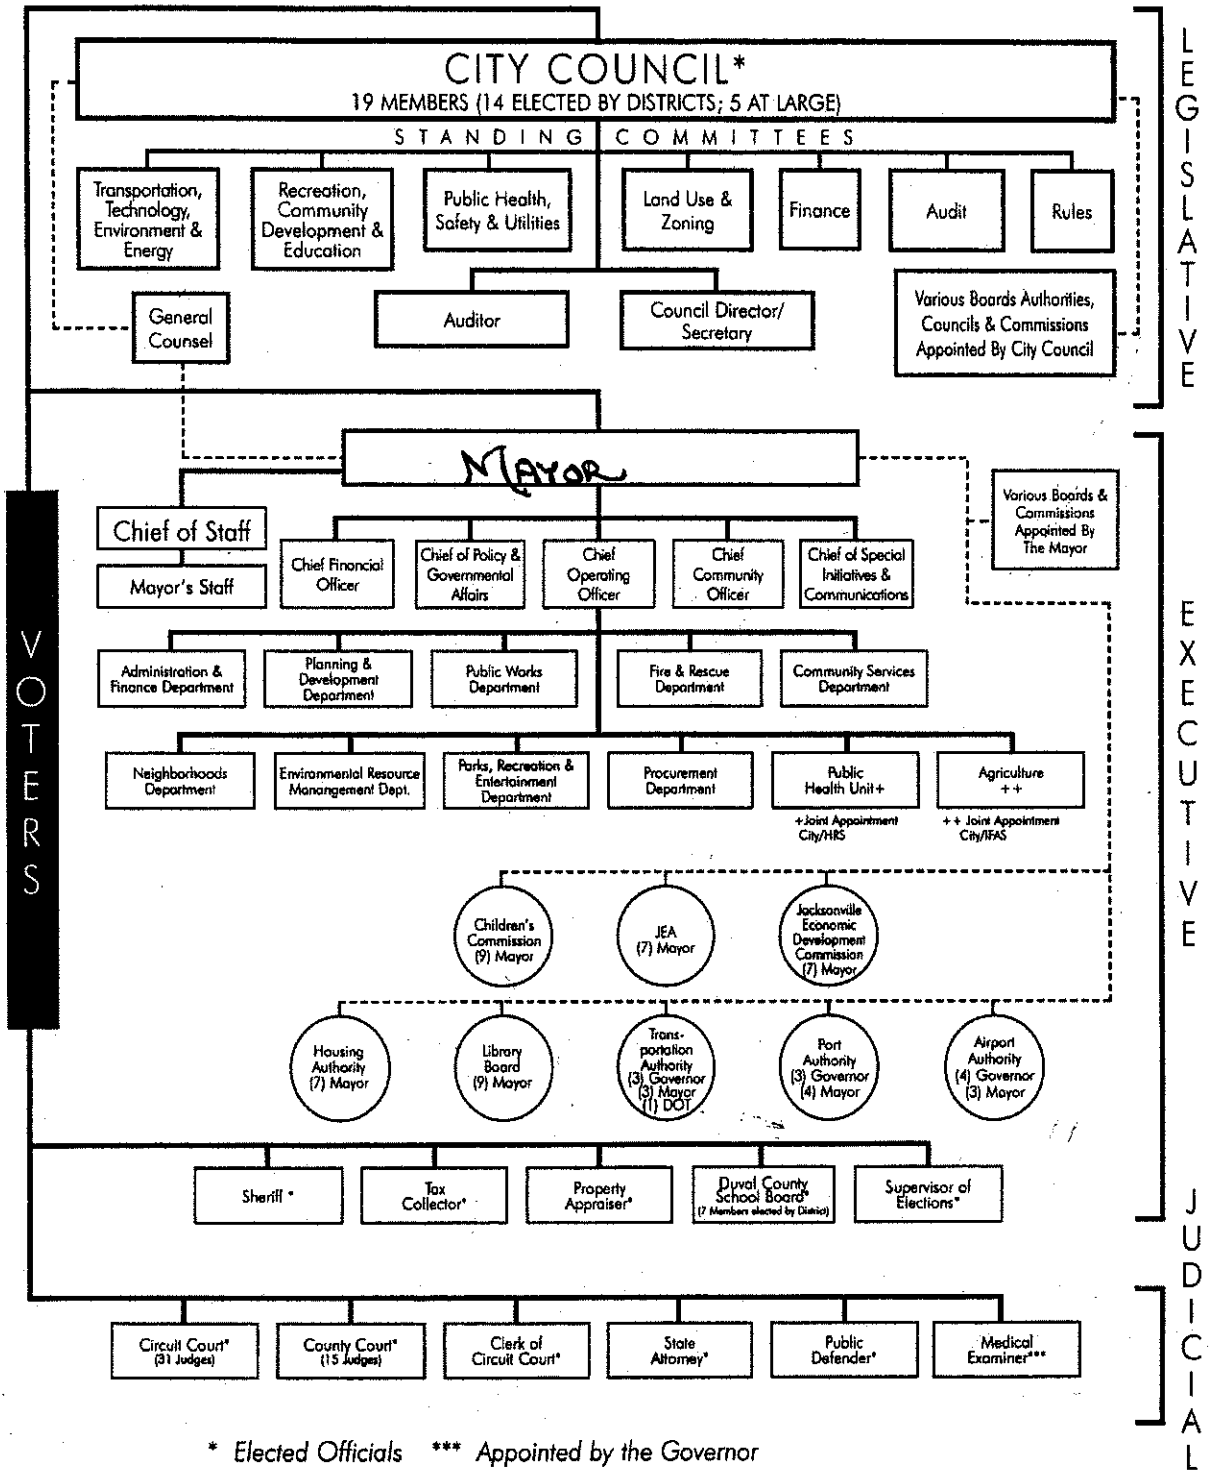 LEGISLATIVE
CITY COUNCIL*
19 MEMBERS (14 ELECTED BY DISTRICTS; 5 AT LARGE)
STANDING COMMITTEES
Transportation,
Technology,
Environment &
Energy
Recreation,
Community
Development &
Education
Public Health,
Safety & Utilities
Land Use &
Zoning
Finance
Audit
Rules
General
Counsel
Auditor
Council Director/
Secretary
Various Boards Authorities,
Councils & Commissions
Appointed By City Council
VOTERS
EXECUTIVE
MAYOR
Chief of Staff
Mayor's Staff
Chief Financial
Officer
Chief of Policy &
Governmental
Affairs
Chief
Operating
Officer
Chief
Community
Officer
Chief of Special
Initiatives &
Communications
Various Boards &
Commissions
Appointed By
The Mayor
Administration &
Finance Department
Planning &
Development
Department
Public Works
Department
Fire & Rescue
Department
Community Services
Department
Neighborhoods
Department
Environmental Resource
Manangement Dept.
Parks, Recreation &
Entertainment
Department
Procurement
Department
Public
Health Unit+
Agriculture
++
+Joint Appointment
City/HRS
++ Joint Appointment
City/IFAS
Children's
Commission
(9) Mayor
JEA
(7) Mayor
Jacksonville
Economic
Development
Commission
(7) Mayor
Housing
Authority
(7) Mayor
Library
Board
(9) Mayor
Trans-
portation
Authority
(3) Governor
(3) Mayor
(1) DOT
Port
Authority
(3) Governor
(4) Mayor
Airport
Authority
(4) Governor
(3) Mayor
Sheriff *
Tax
Collector*
Property
Appraiser*
Duval County
School Board*
(7 Members elected by District)
Supervisor of
Elections*
JUDICIAL
Circuit Court*
(31 Judges)
County Court*
(15 Judges)
Clerk of
Circuit Court*
State
Attorney*
Public
Defender*
Medical
Examiner***
* Elected Officials *** Appointed by the Governor